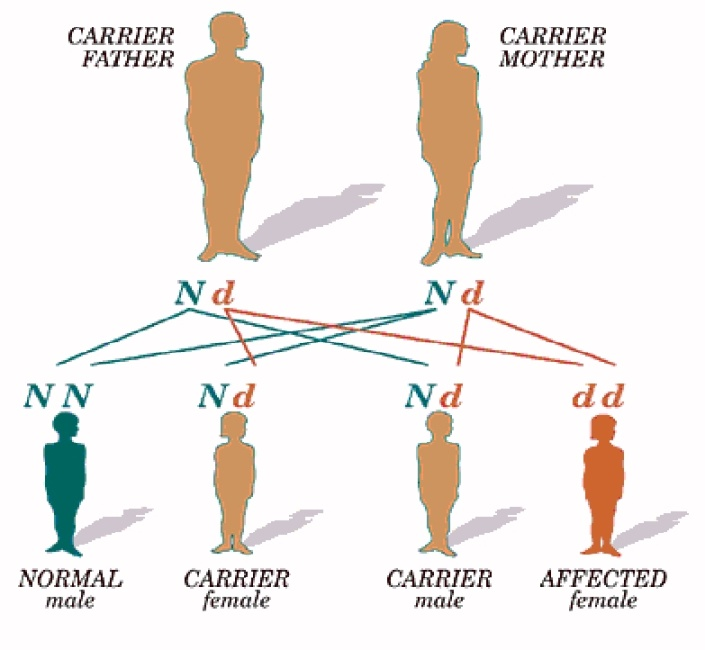 CARRIER
FATHER
CARRIER
MOTHER
N d
N d
N N
N d
N d
d d
NORMAL
male
CARRIER
female
CARRIER
male
AFFECTED
female